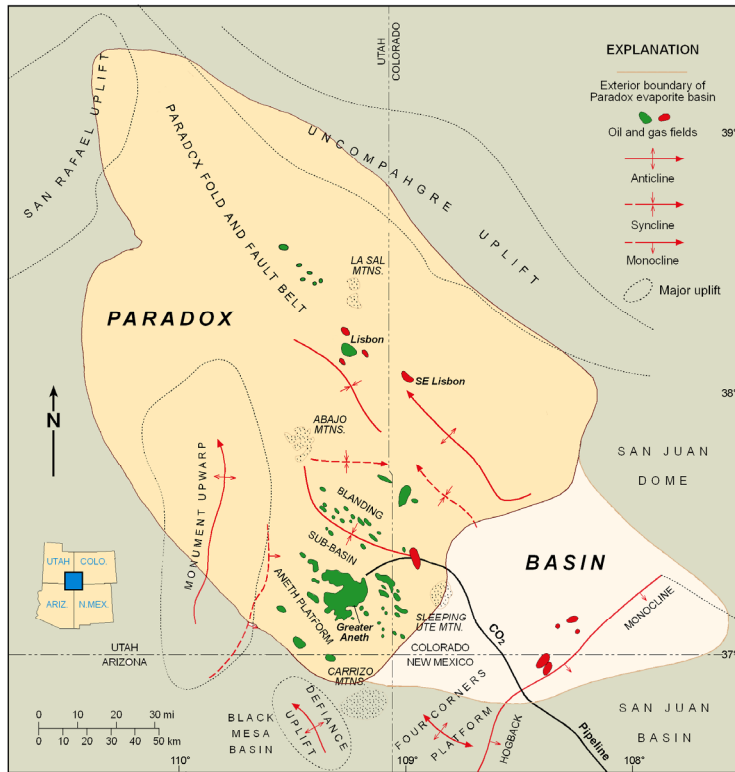 UTAH
COLORADO
EXPLANATION
Exterior boundary of
Paradox evaporite basin
Oil and gas fields
Anticline
Syncline
Monocline
Major uplift
39°
38°
37°
SAN RAFAEL UPLIFT
PARADOX FOLD AND FAULT BELT
UNCOMPAHGRE UPLIFT
LA SAL
MTNS.
PARADOX
Lisbon
SE Lisbon
N
ABAJO
MTNS.
SAN JUAN
DOME
MONUMENT UPWARP
BLANDING
SUB-BASIN
BASIN
UTAH
COLO.
ARIZ.
N.MEX.
ANETH PLATFORM
Greater
Aneth
SLEEPING
UTE MTN.
CO2
MONOCLINE
UTAH
ARIZONA
COLORADO
NEW MEXICO
CARRIZO
MTNS.
DEFIANCE
UPLIFT
BLACK
MESA
BASIN
FOUR CORNERS
PLATFORM
HOGBACK
Pipeline
SAN JUAN
BASIN
0 10 20 30 mi
0 10 20 30 40 50 km
110°
109°
108°